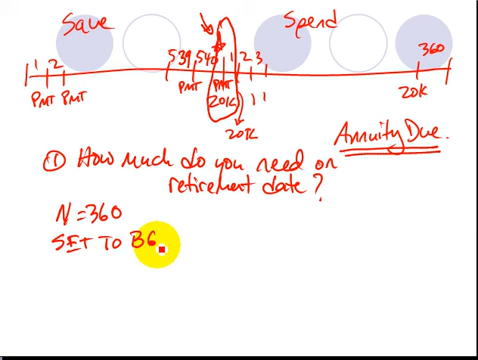 Save Spend
1 2 539 540 1 2 3 360
PMT PMT PMT PMT 20K
20K 20K
Annuity Due.
① How much do you need on
retirement date?
N=360
SET TO BG